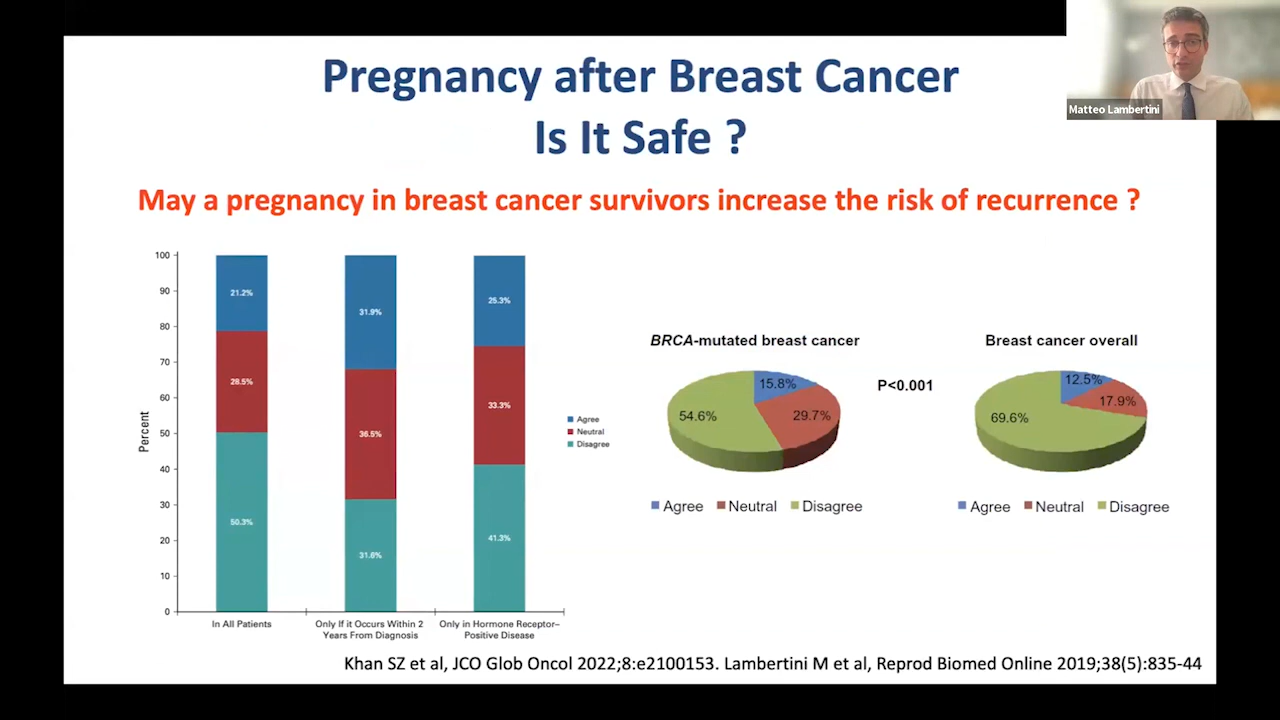 Matteo Lambertini
Pregnancy after Breast Cancer
Is It Safe ?
May a pregnancy in breast cancer survivors increase the risk of recurrence ?
Percent
100
90
80
70
60
50
40
30
20
10
0
21.2%
28.5%
50.3%
31.9%
36.5%
31.6%
25.3%
33.3%
41.3%
In All Patients
Only If it Occurs Within 2
Years From Diagnosis
Only in Hormone Receptor–
Positive Disease
Agree
Neutral
Disagree
BRCA-mutated breast cancer
15.8%
29.7%
54.6%
Agree Neutral Disagree
P<0.001
Breast cancer overall
12.5%
17.9%
69.6%
Agree Neutral Disagree
Khan SZ et al, JCO Glob Oncol 2022;8:e2100153. Lambertini M et al, Reprod Biomed Online 2019;38(5):835-44